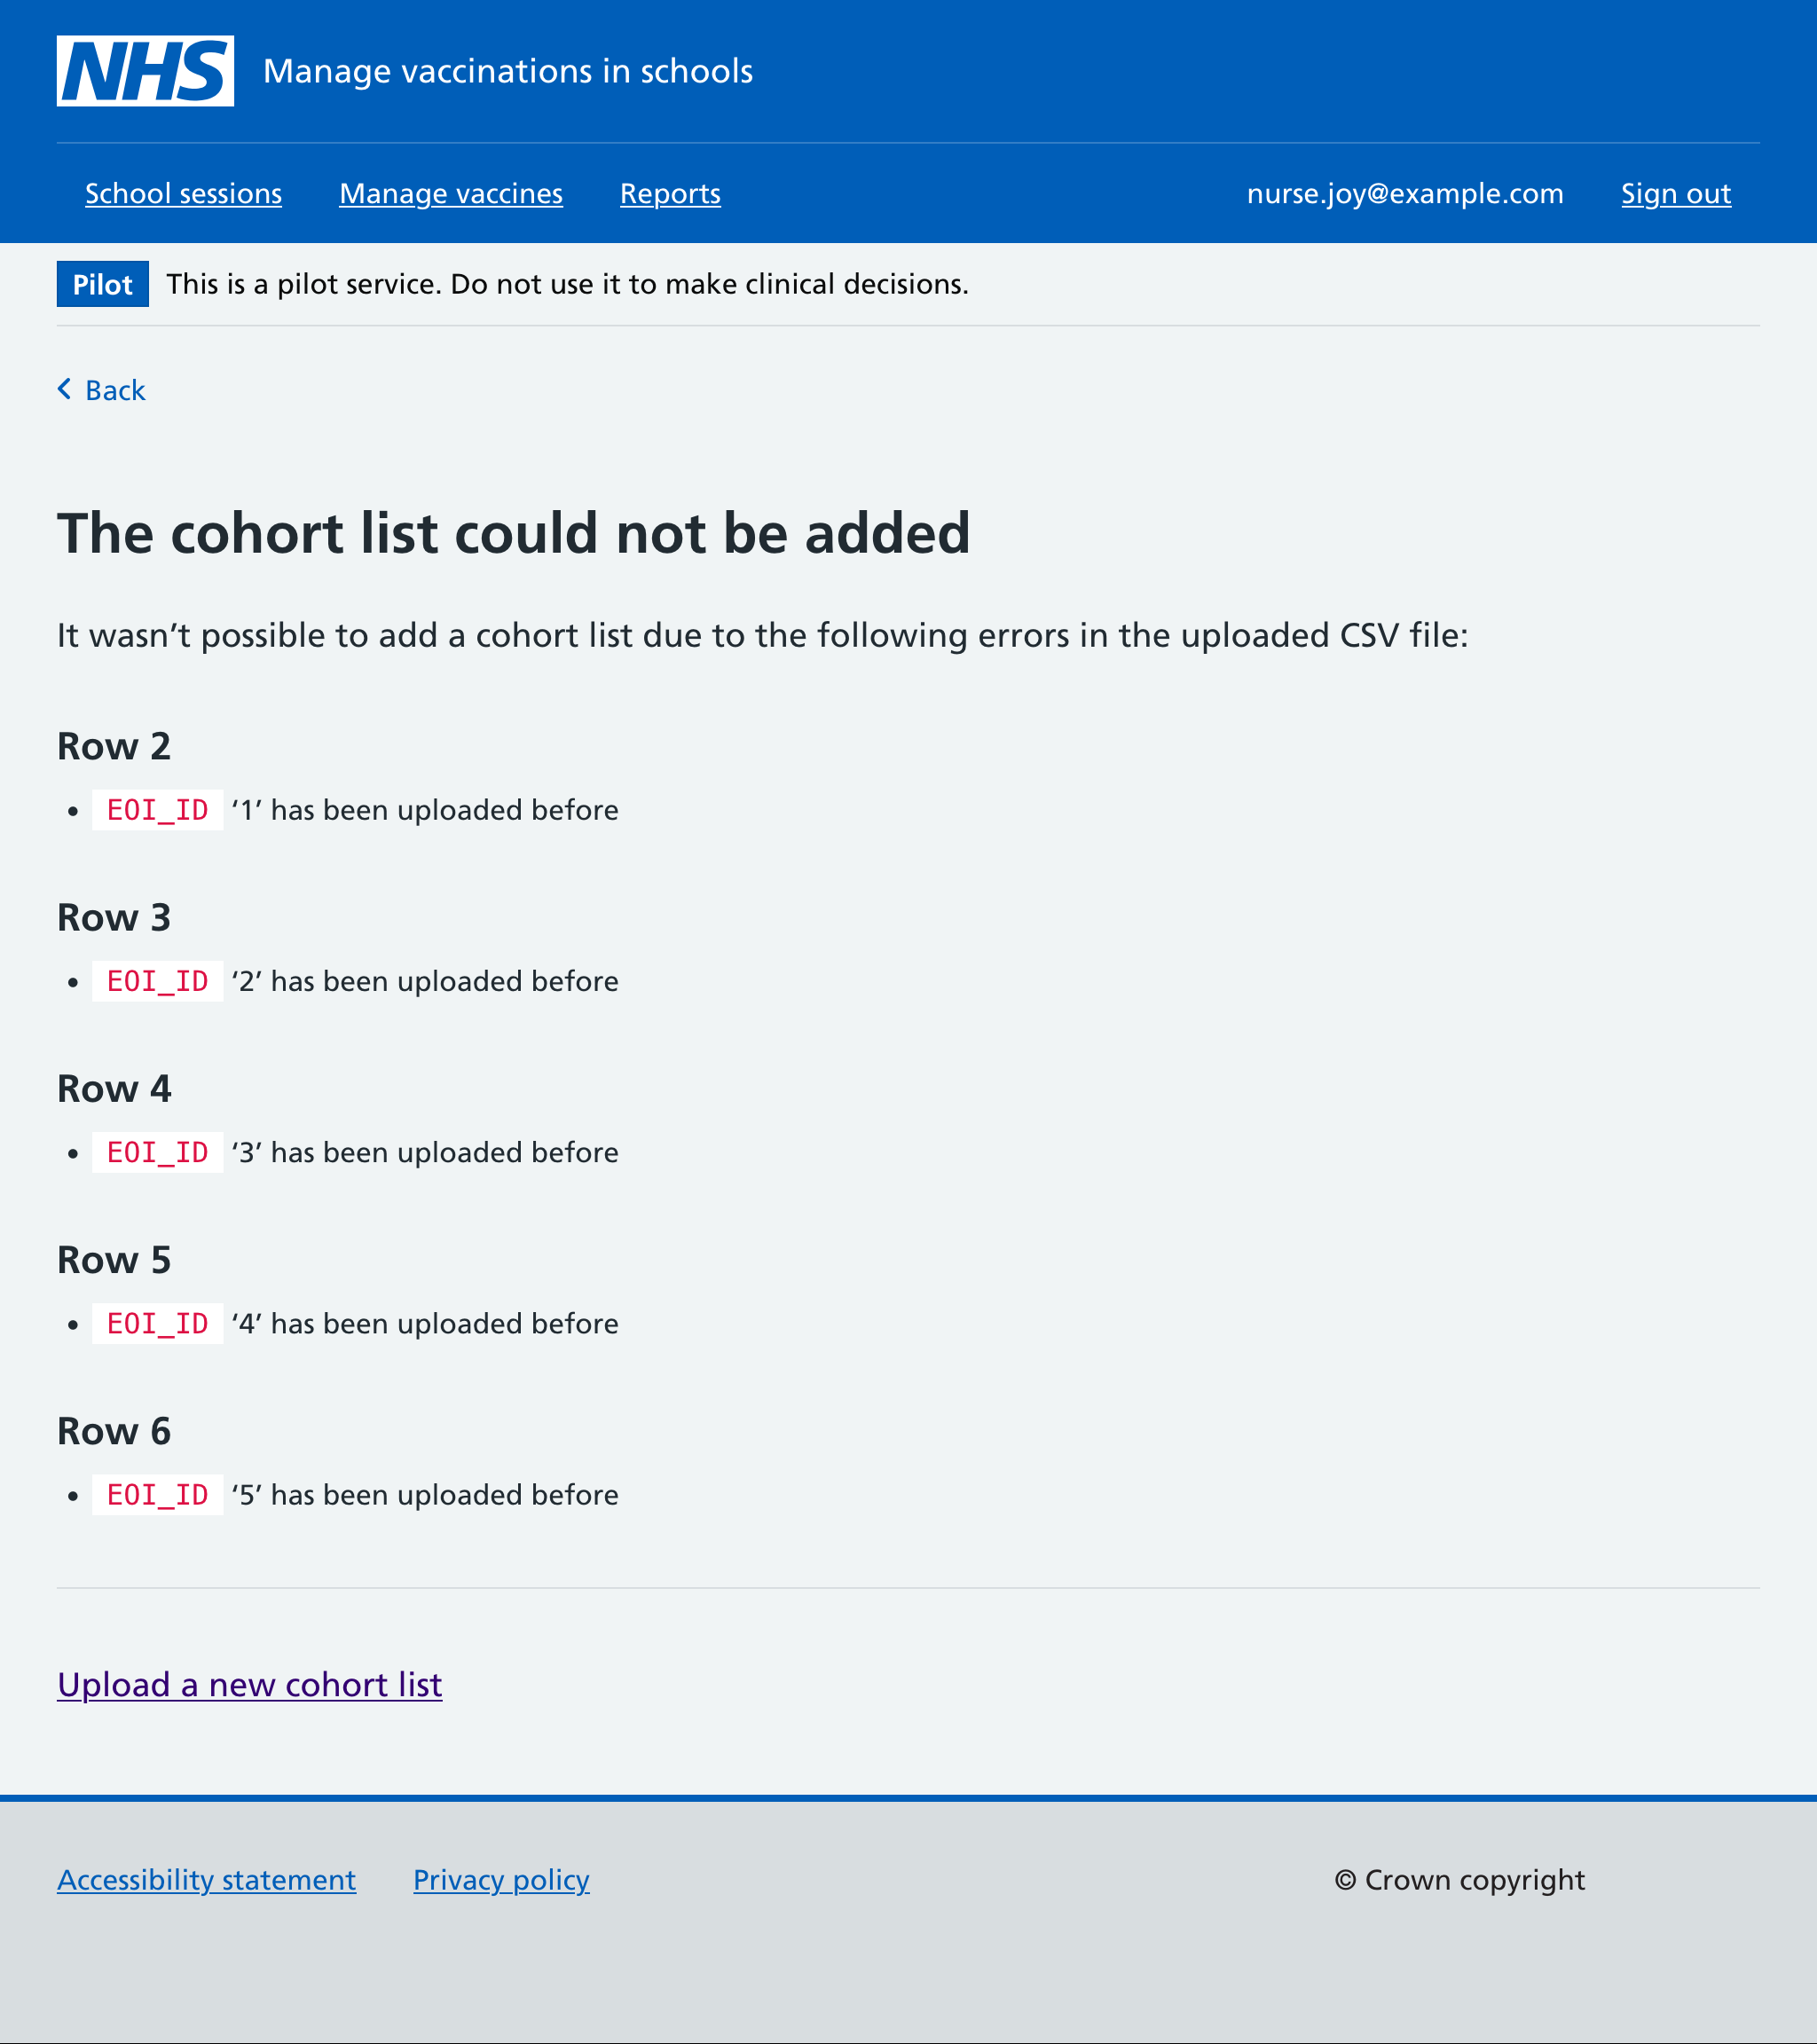 NHS Manage vaccinations in schools
School sessions Manage vaccines Reports nurse.joy@example.com Sign out
Pilot This is a pilot service. Do not use it to make clinical decisions.
Back
The cohort list could not be added
It wasn’t possible to add a cohort list due to the following errors in the uploaded CSV file:
Row 2
• EOI_ID ‘1’ has been uploaded before
Row 3
• EOI_ID ‘2’ has been uploaded before
Row 4
• EOI_ID ‘3’ has been uploaded before
Row 5
• EOI_ID ‘4’ has been uploaded before
Row 6
• EOI_ID ‘5’ has been uploaded before
Upload a new cohort list
Accessibility statement Privacy policy © Crown copyright